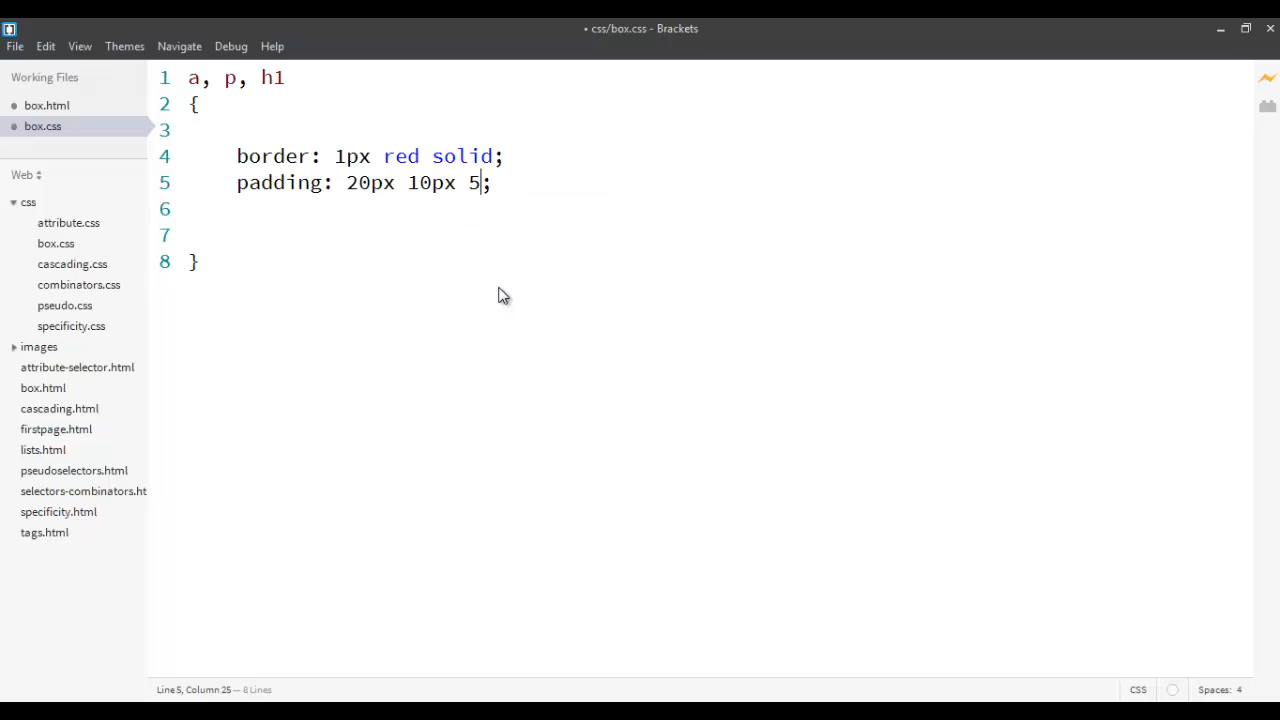 • css/box.css - Brackets
File Edit View Themes Navigate Debug Help
Working Files
box.html
box.css
Web
css
attribute.css
box.css
cascading.css
combinators.css
pseudo.css
specificity.css
images
attribute-selector.html
box.html
cascading.html
firstpage.html
lists.html
pseudoselectors.html
selectors-combinators.ht
specificity.html
tags.html
1 a, p, h1
2 {
3
4 border: 1px red solid;
5 padding: 20px 10px 5;
6
7
8 }
Line 5, Column 25 — 8 Lines
CSS
Spaces: 4